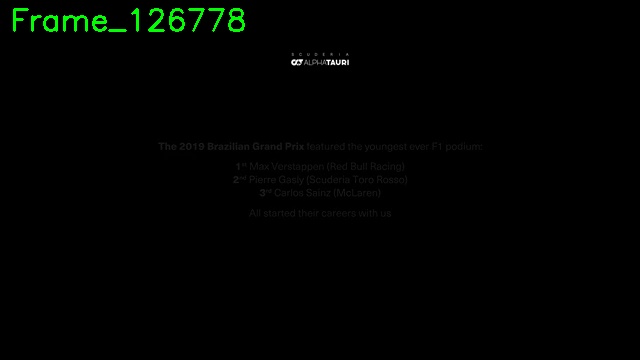 Frame_126778
SCUDERIA
ALPHATAURI
The 2019 Brazilian Grand Prix featured the youngest ever F1 podium:
1st Max Verstappen (Red Bull Racing)
2nd Pierre Gasly (Scuderia Toro Rosso)
3rd Carlos Sainz (McLaren)
All started their careers with us